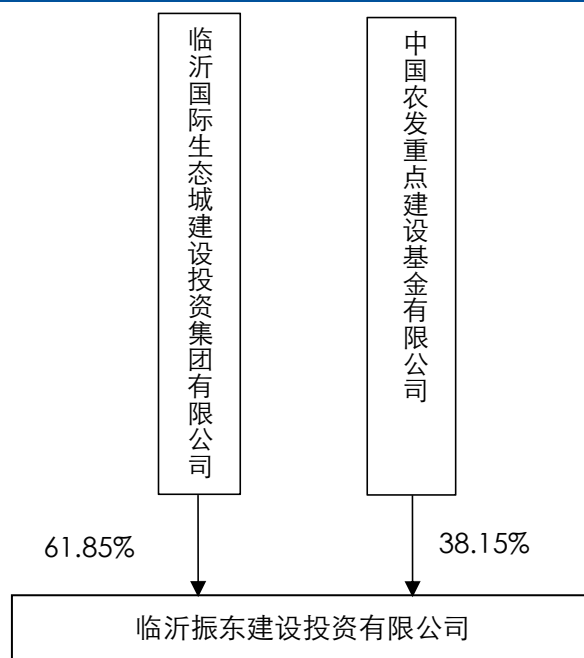 临沂国际生态城建设投资集团有限公司
中国农发重点建设基金有限公司
61.85%
38.15%
临沂振东建设投资有限公司